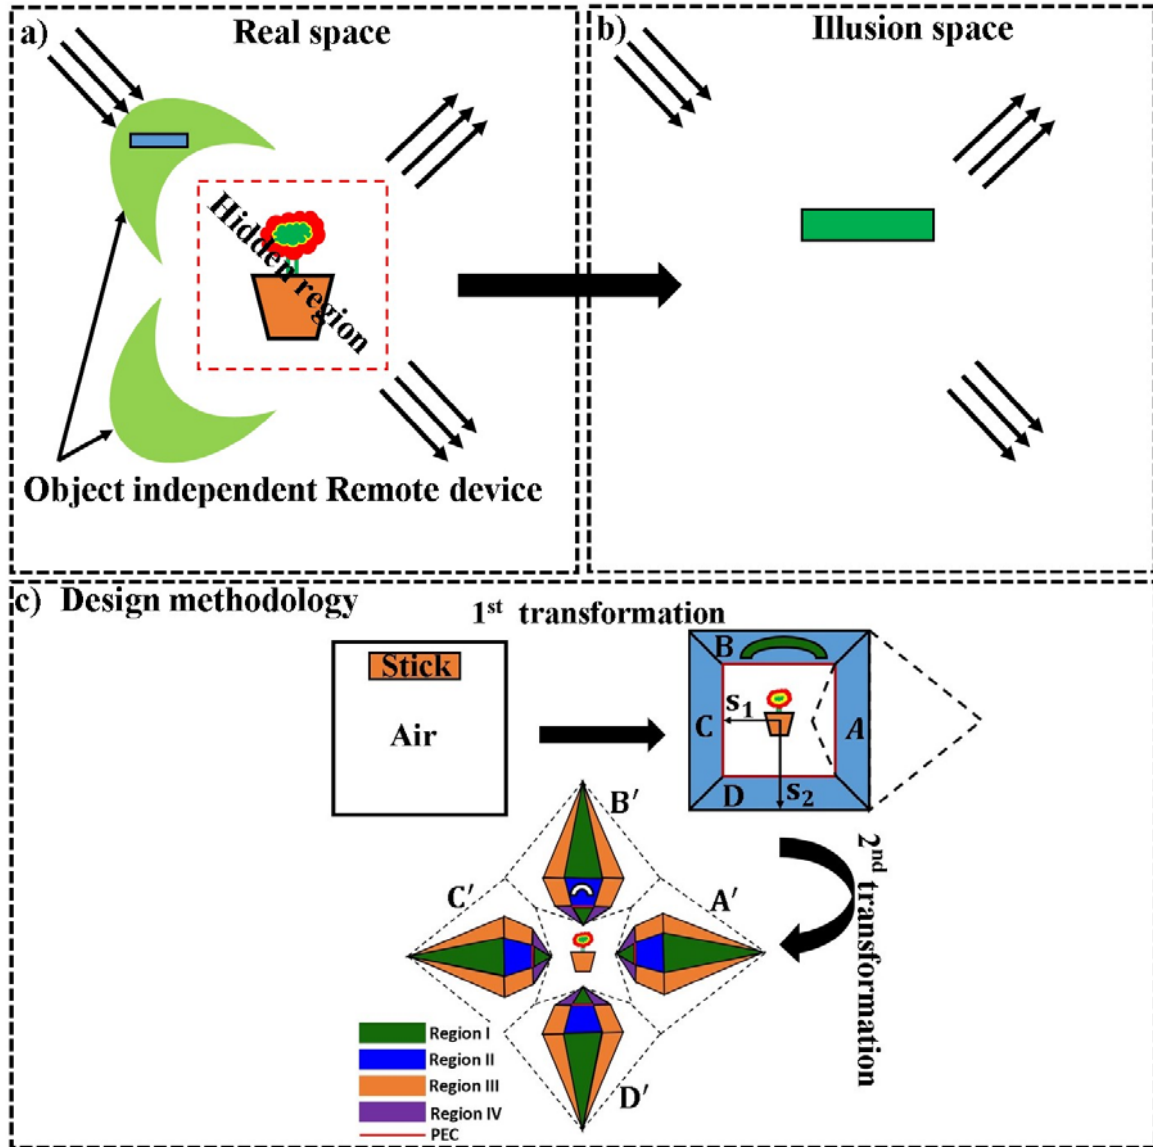 a)
Real space
Hidden region
Object independent Remote device
b)
Illusion space
c) Design methodology
1st transformation
Stick
Air
B
S1
C
A
D
S2
2nd transformation
B′
C′
A′
D′
Region I
Region II
Region III
Region IV
PEC